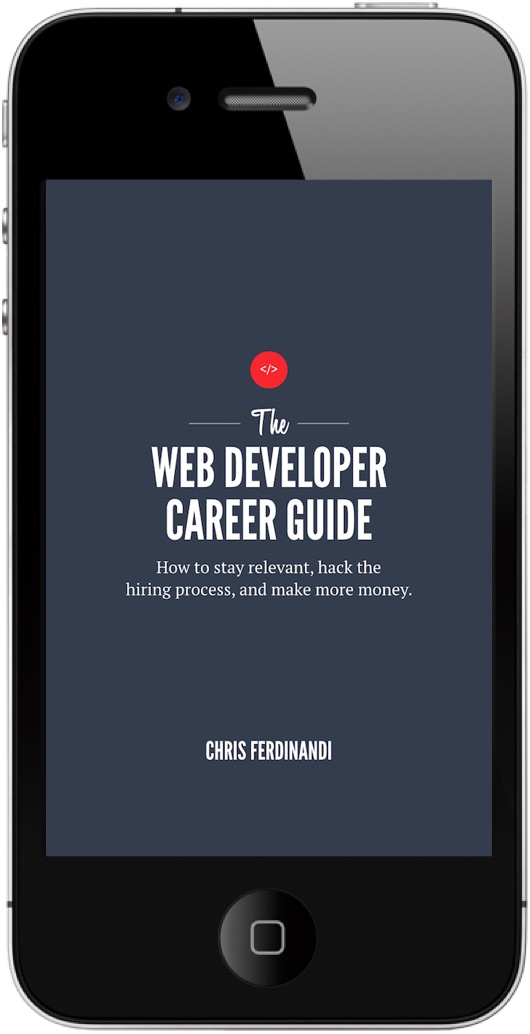 </>
The
WEB DEVELOPER
CAREER GUIDE
How to stay relevant, hack the
hiring process, and make more money.
CHRIS FERDINANDI